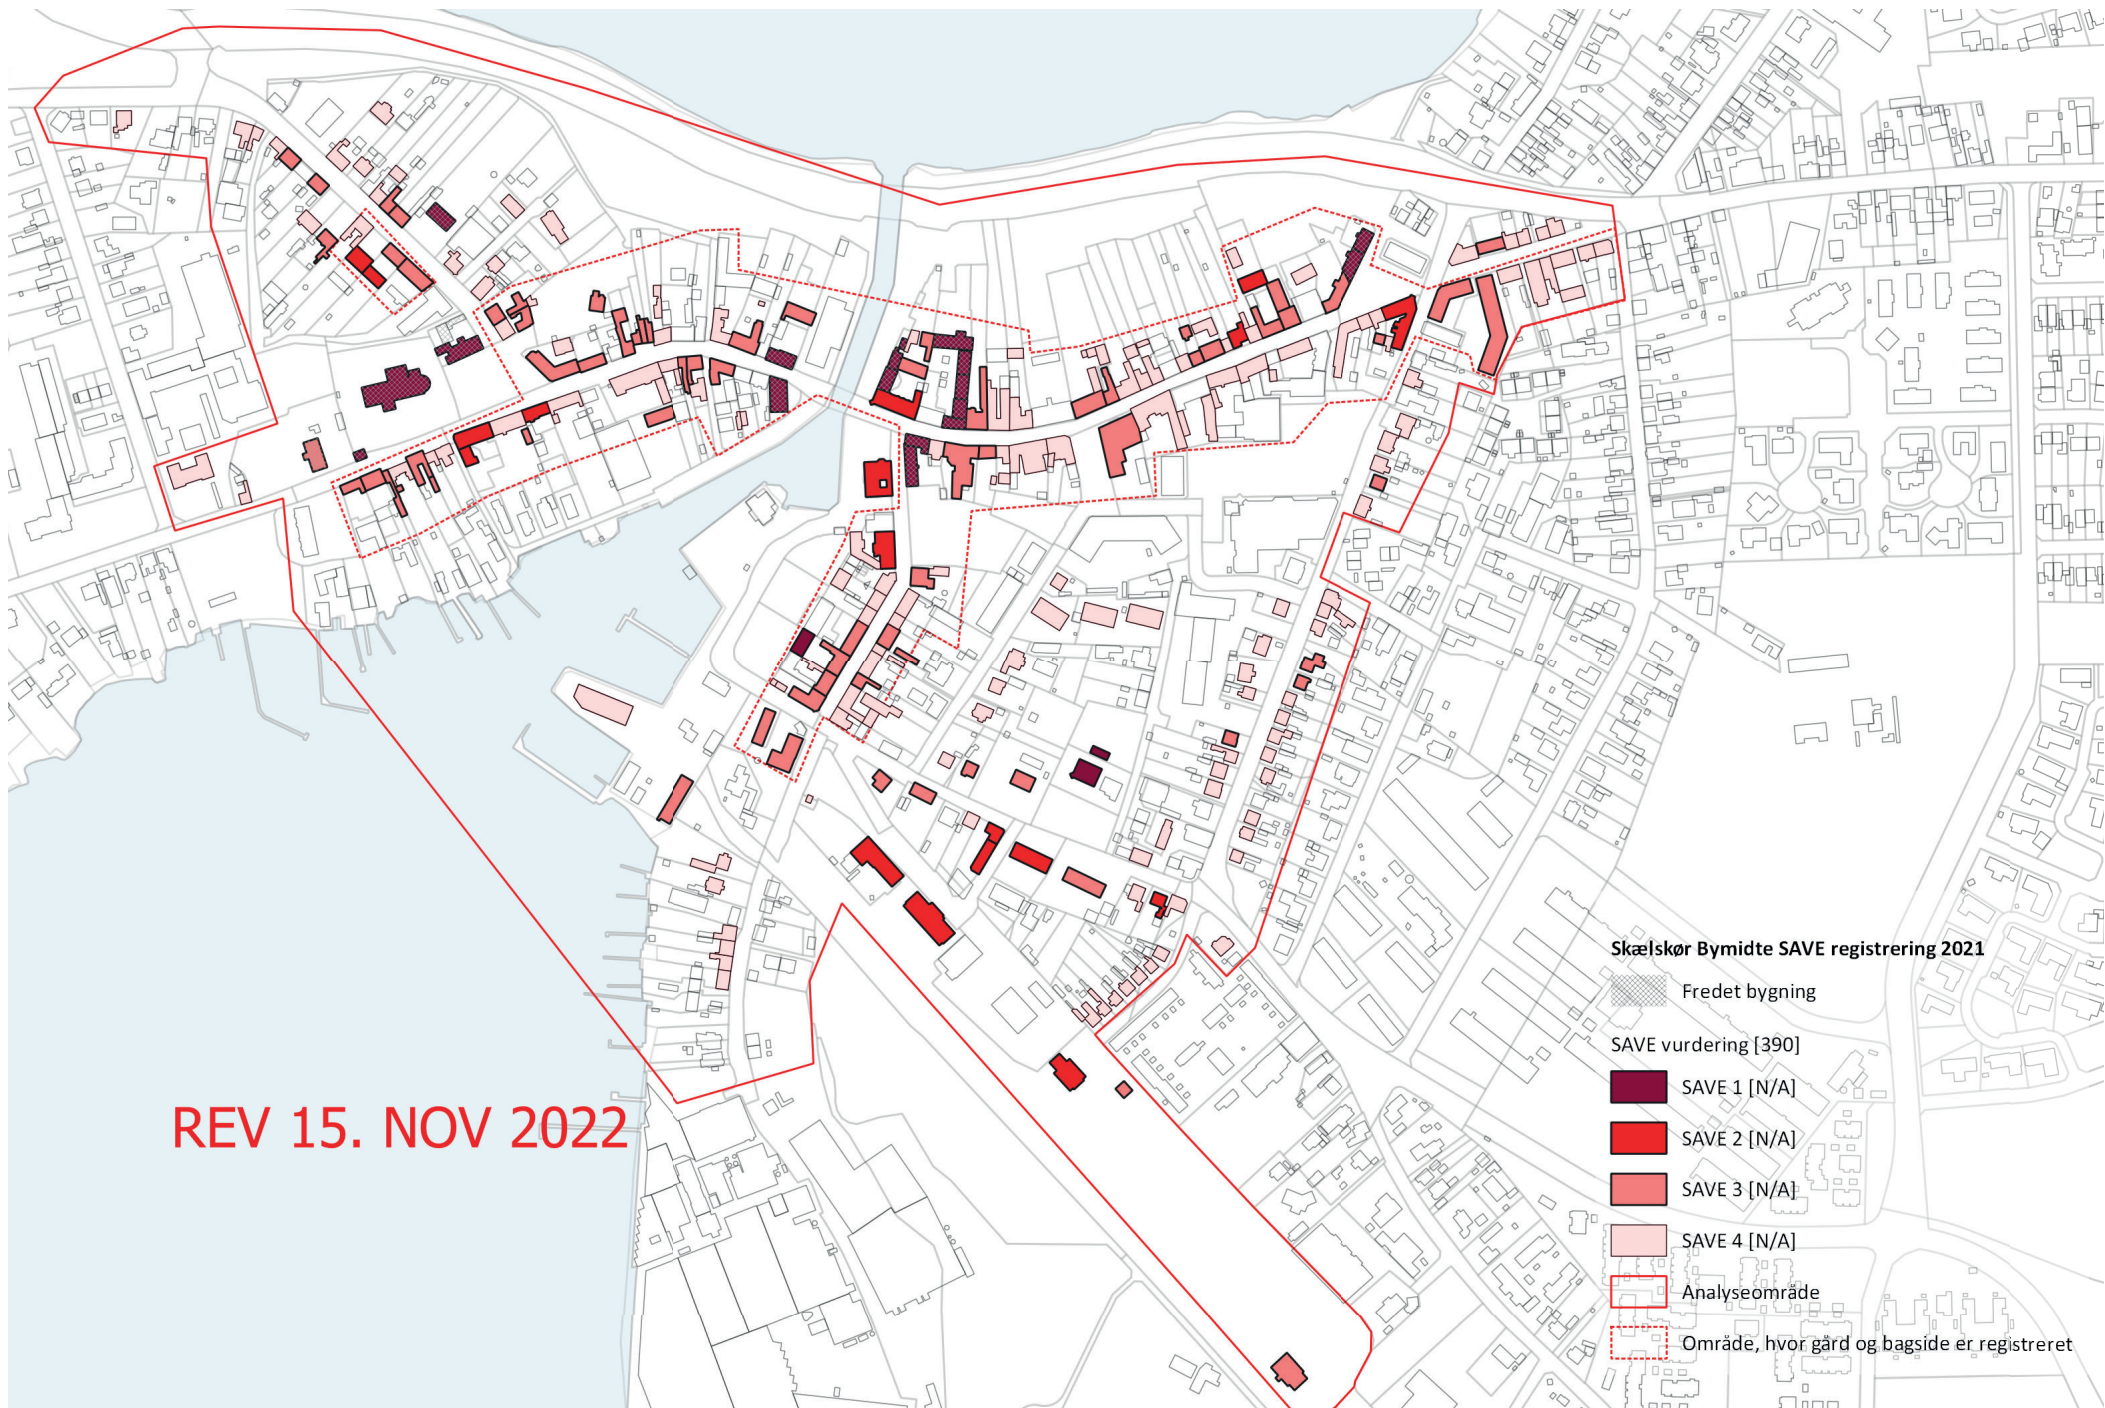 Skælskør Bymidte SAVE registrering 2021
Fredet bygning
SAVE vurdering [390]
SAVE 1 [N/A]
SAVE 2 [N/A]
SAVE 3 [N/A]
SAVE 4 [N/A]
Analyseområde
Område, hvor gård og bagside er registreret
REV 15. NOV 2022